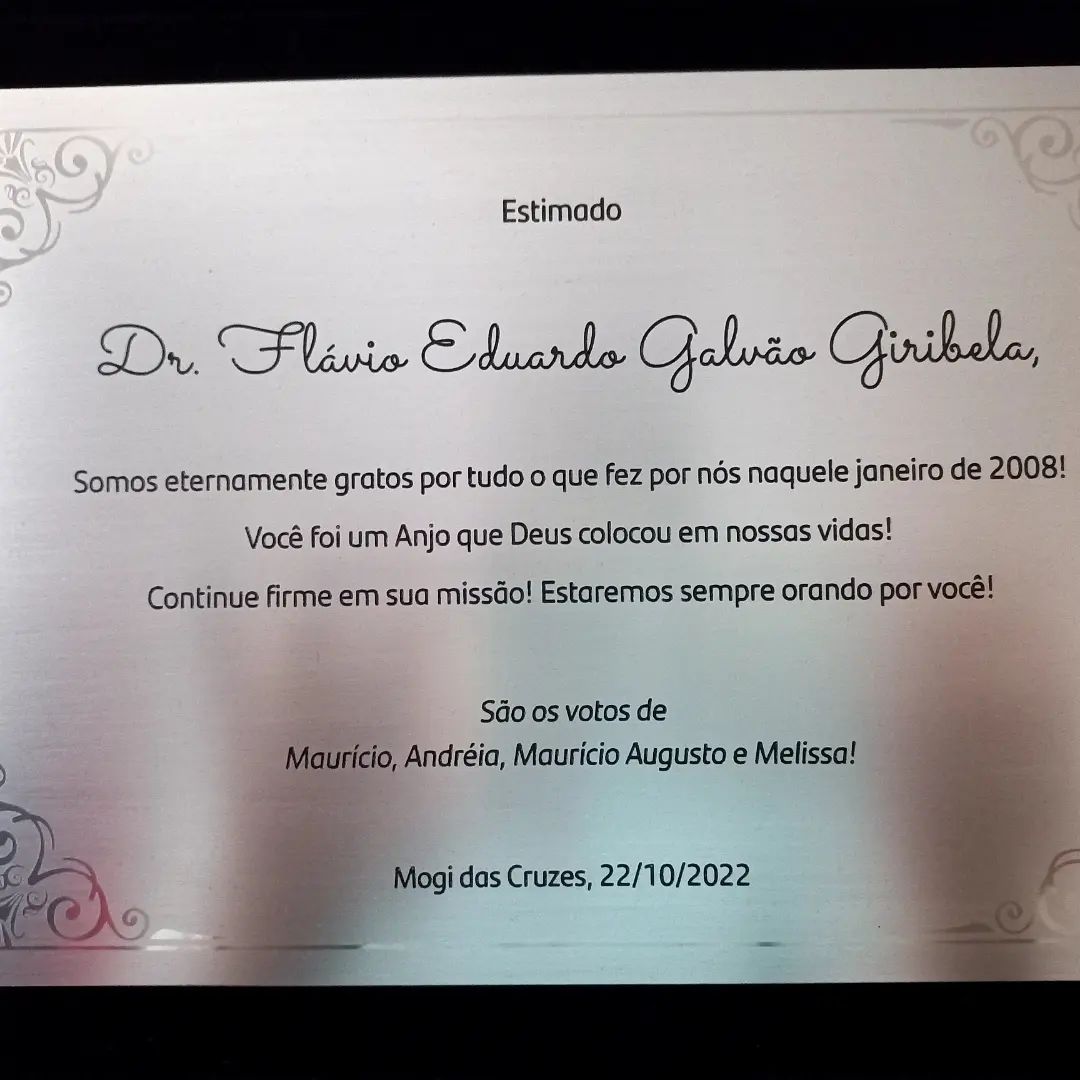 Estimado
Dr. Flávio Eduardo Galvão Giribela,
Somos eternamente gratos por tudo o que fez por nós naquele janeiro de 2008!
Você foi um Anjo que Deus colocou em nossas vidas!
Continue firme em sua missão! Estaremos sempre orando por você!
São os votos de
Maurício, Andréia, Maurício Augusto e Melissa!
Mogi das Cruzes, 22/10/2022